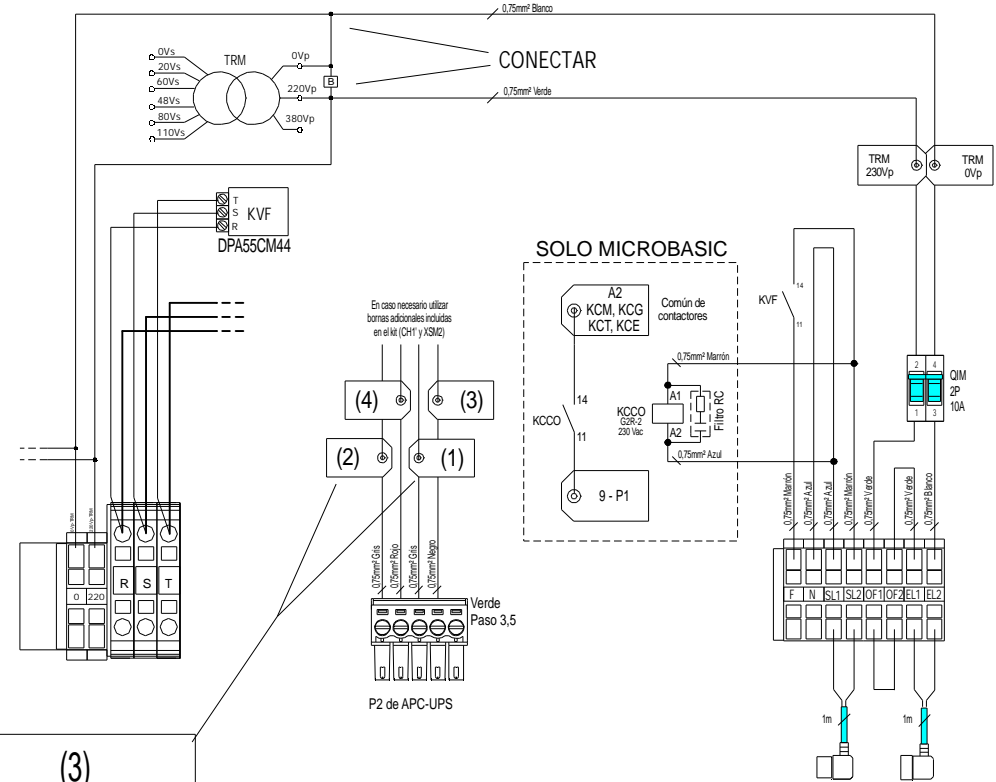 0,75mm² Blanco
0Vs
20Vs
60Vs
48Vs
80Vs
110Vs
TRM
0Vp
B
220Vp
380Vp
CONECTAR
0,75mm² Verde
TRM
230Vp
TRM
0Vp
T
S
R
KVF
DPA55CM44
SOLO MICROBASIC
A2
KCM, KCG
KCT, KCE
Común de
contactores
KCCO
14
11
9 - P1
0,75mm² Marrón
A1
KCCO
G2R-2
230 Vac
A2
Filtro RC
0,75mm² Azul
KVF
14
11
2 4
QIM
2P
10A
1 3
En caso necesario utilizar
bornas adicionales incluidas
en el kit (CH1' y XSM2)
(4)
(3)
(2)
(1)
0,75mm² Gris
0,75mm² Rojo
0,75mm² Gris
0,75mm² Negro
Verde
Paso 3,5
P2 de APC-UPS
0Vp TRM
220Vp TRM
0 220 R S T
0,75mm² Marrón
0,75mm² Azul
0,75mm² Azul
0,75mm² Marrón
0,75mm² Verde
0,75mm² Verde
0,75mm² Blanco
F N SL1 SL2 OF1 OF2 EL1 EL2
1m
1m
(3)